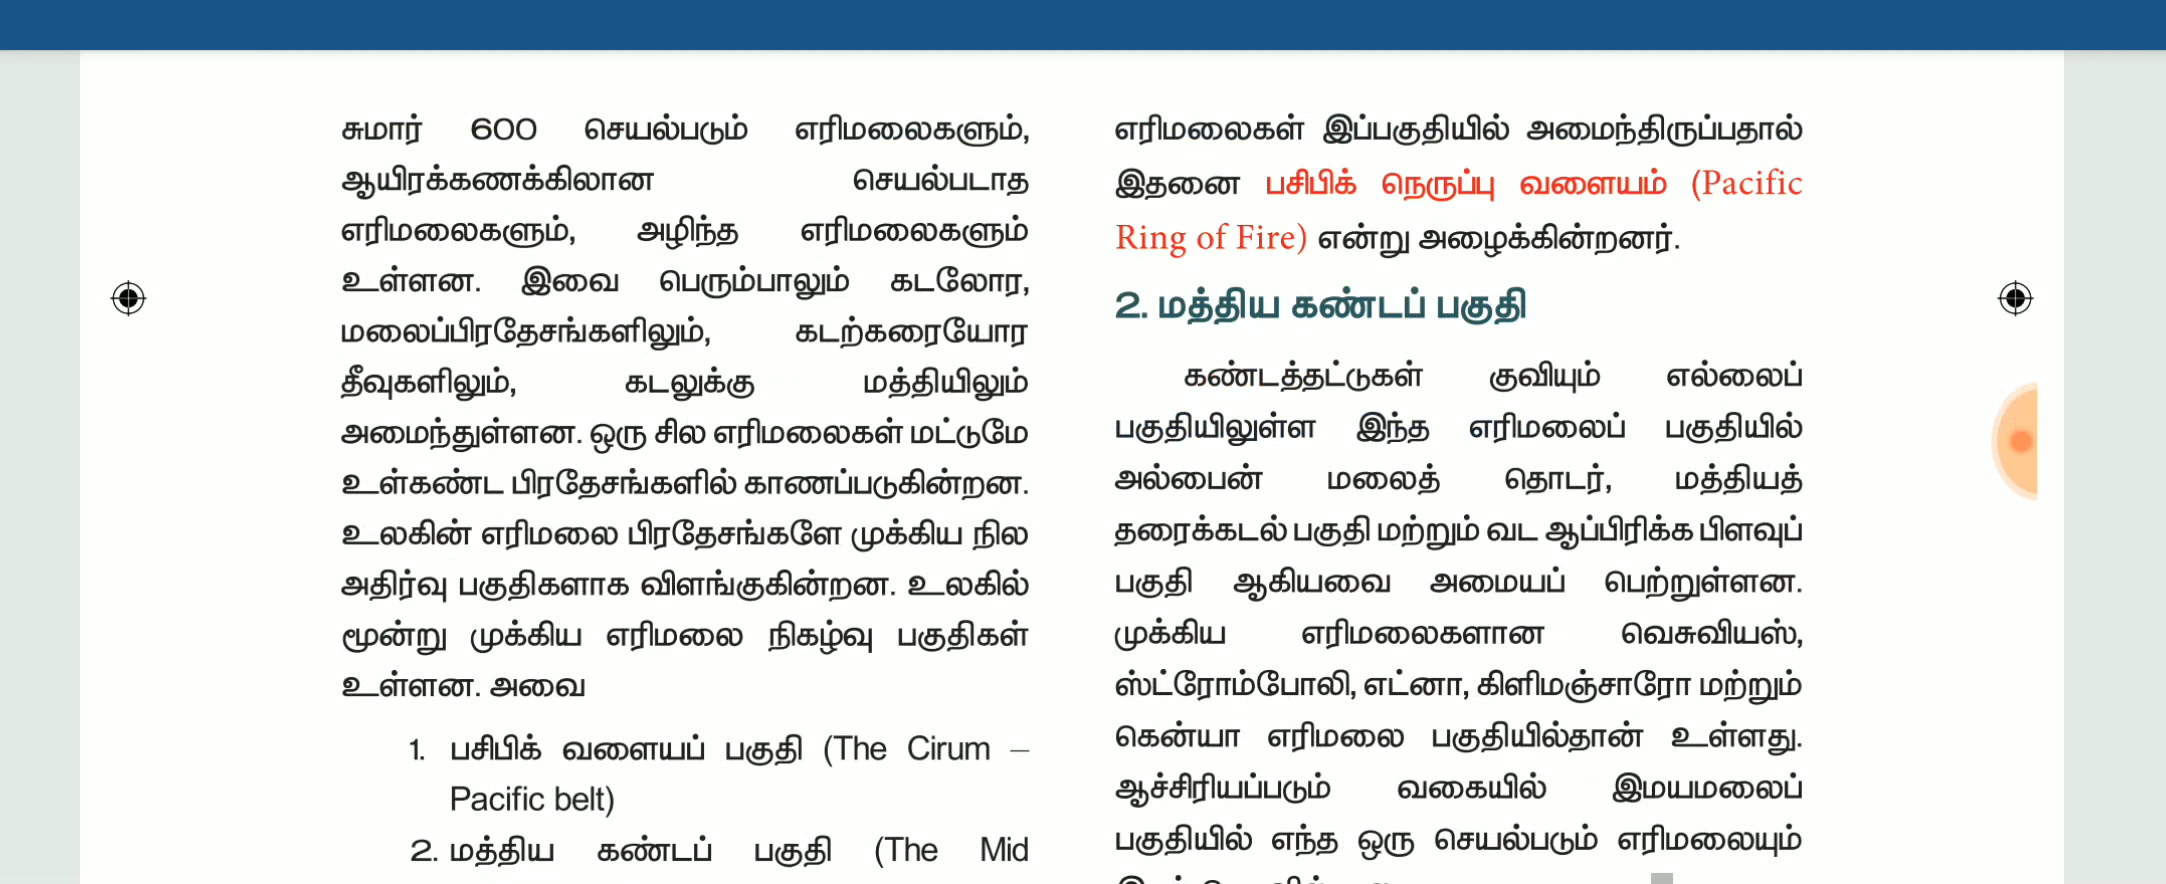 சுமார் 600 செயல்படும் எரிமலைகளும்,
ஆயிரக்கணக்கிலான செயல்படாத
எரிமலைகளும், அழிந்த எரிமலைகளும்
உள்ளன. இவை பெரும்பாலும் கடலோர,
மலைப்பிரதேசங்களிலும், கடற்கரையோர
தீவுகளிலும், கடலுக்கு மத்தியிலும்
அமைந்துள்ளன. ஒரு சில எரிமலைகள் மட்டுமே
உள்கண்ட பிரதேசங்களில் காணப்படுகின்றன.
உலகின் எரிமலை பிரதேசங்களே முக்கிய நில
அதிர்வு பகுதிகளாக விளங்குகின்றன. உலகில்
மூன்று முக்கிய எரிமலை நிகழ்வு பகுதிகள்
உள்ளன. அவை
1. பசிபிக் வளையப் பகுதி (The Cirum –
Pacific belt)
2. மத்திய கண்டப் பகுதி (The Mid
எரிமலைகள் இப்பகுதியில் அமைந்திருப்பதால்
இதனை பசிபிக் நெருப்பு வளையம் (Pacific
Ring of Fire) என்று அழைக்கின்றனர்.
2. மத்திய கண்டப் பகுதி
கண்டத்தட்டுகள் குவியும் எல்லைப்
பகுதியிலுள்ள இந்த எரிமலைப் பகுதியில்
அல்பைன் மலைத் தொடர், மத்தியத்
தரைக்கடல் பகுதி மற்றும் வட ஆப்பிரிக்க பிளவுப்
பகுதி ஆகியவை அமையப் பெற்றுள்ளன.
முக்கிய எரிமலைகளான வெசுவியஸ்,
ஸ்ட்ரோம்போலி, எட்னா, கிளிமஞ்சாரோ மற்றும்
கென்யா எரிமலை பகுதியில்தான் உள்ளது.
ஆச்சிரியப்படும் வகையில் இமயமலைப்
பகுதியில் எந்த ஒரு செயல்படும் எரிமலையும்